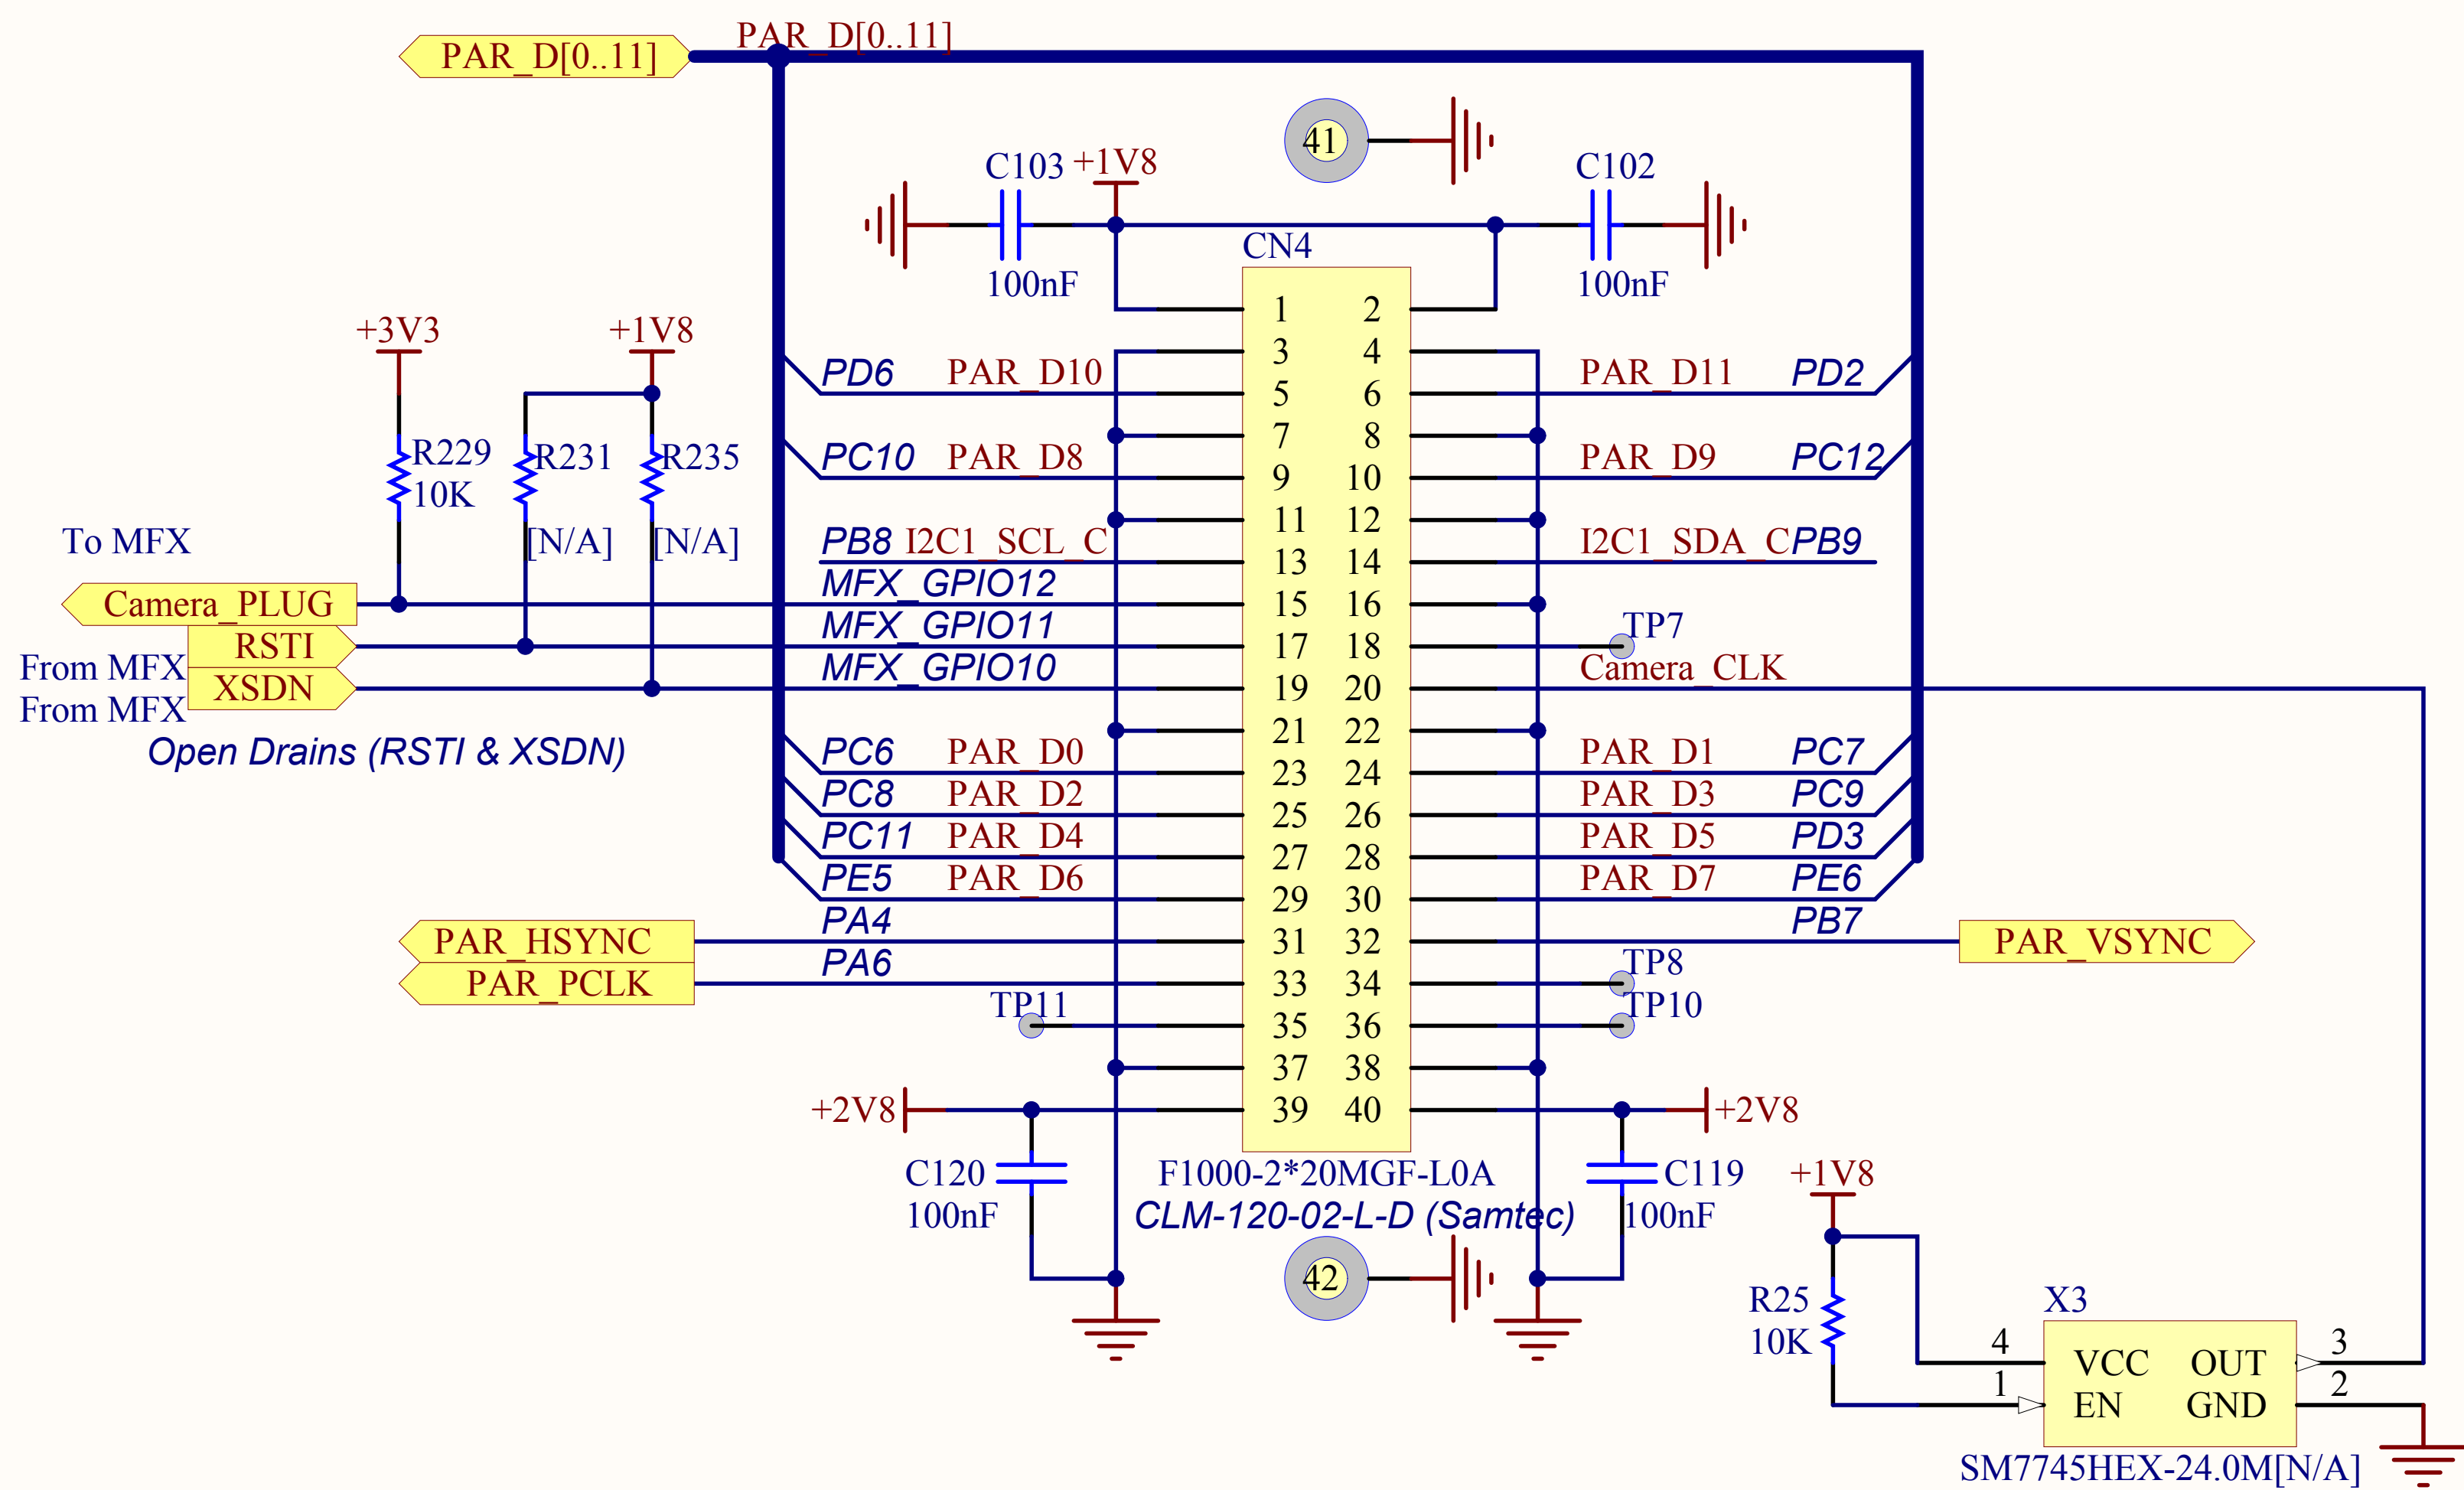 PAR_D[0..11]
PAR_D[0..11]
41
C103
+1V8
C102
CN4
100nF
100nF
+3V3
+1V8
1 2
3 4
PD6 PAR_D10
5 6
PAR_D11 PD2
7 8
R229
10K
R231
R235
PC10 PAR_D8
9 10
PAR_D9 PC12
11 12
To MFX
[N/A]
[N/A]
PB8 I2C1_SCL_C
13 14
I2C1_SDA_C PB9
Camera_PLUG
MFX_GPIO12
15 16
RSTI
MFX_GPIO11
17 18
TP7
From MFX
XSDN
MFX_GPIO10
19 20
Camera_CLK
From MFX
Open Drains (RSTI & XSDN)
21 22
PC6 PAR_D0
23 24
PAR_D1 PC7
PC8 PAR_D2
25 26
PAR_D3 PC9
PC11 PAR_D4
27 28
PAR_D5 PD3
PE5 PAR_D6
29 30
PAR_D7 PE6
PAR_HSYNC
PA4
31 32
PB7
PAR_VSYNC
PAR_PCLK
PA6
33 34
TP8
TP11
35 36
TP10
37 38
+2V8
39 40
+2V8
C120
100nF
F1000-2*20MGF-L0A
CLM-120-02-L-D (Samtec)
C119
100nF
42
+1V8
R25
10K
X3
4 VCC OUT 3
1 EN GND 2
SM7745HEX-24.0M[N/A]